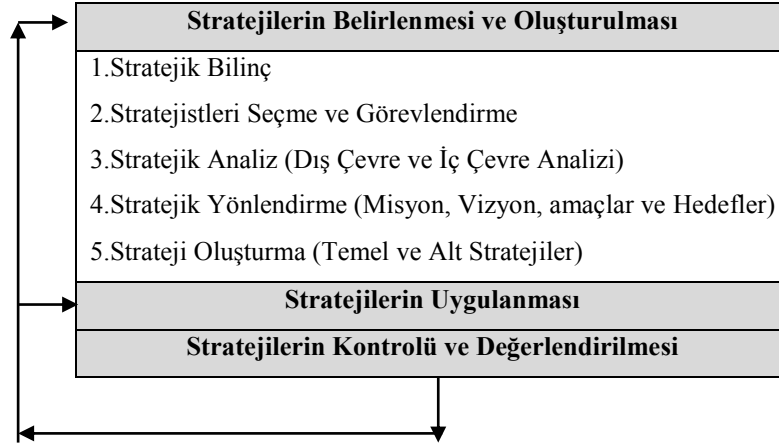 Stratejilerin Belirlenmesi ve Oluşturulması
1.Stratejik Bilinç
2.Stratejistleri Seçme ve Görevlendirme
3.Stratejik Analiz (Dış Çevre ve İç Çevre Analizi)
4.Stratejik Yönlendirme (Misyon, Vizyon, amaçlar ve Hedefler)
5.Strateji Oluşturma (Temel ve Alt Stratejiler)
Stratejilerin Uygulanması
Stratejilerin Kontrolü ve Değerlendirilmesi